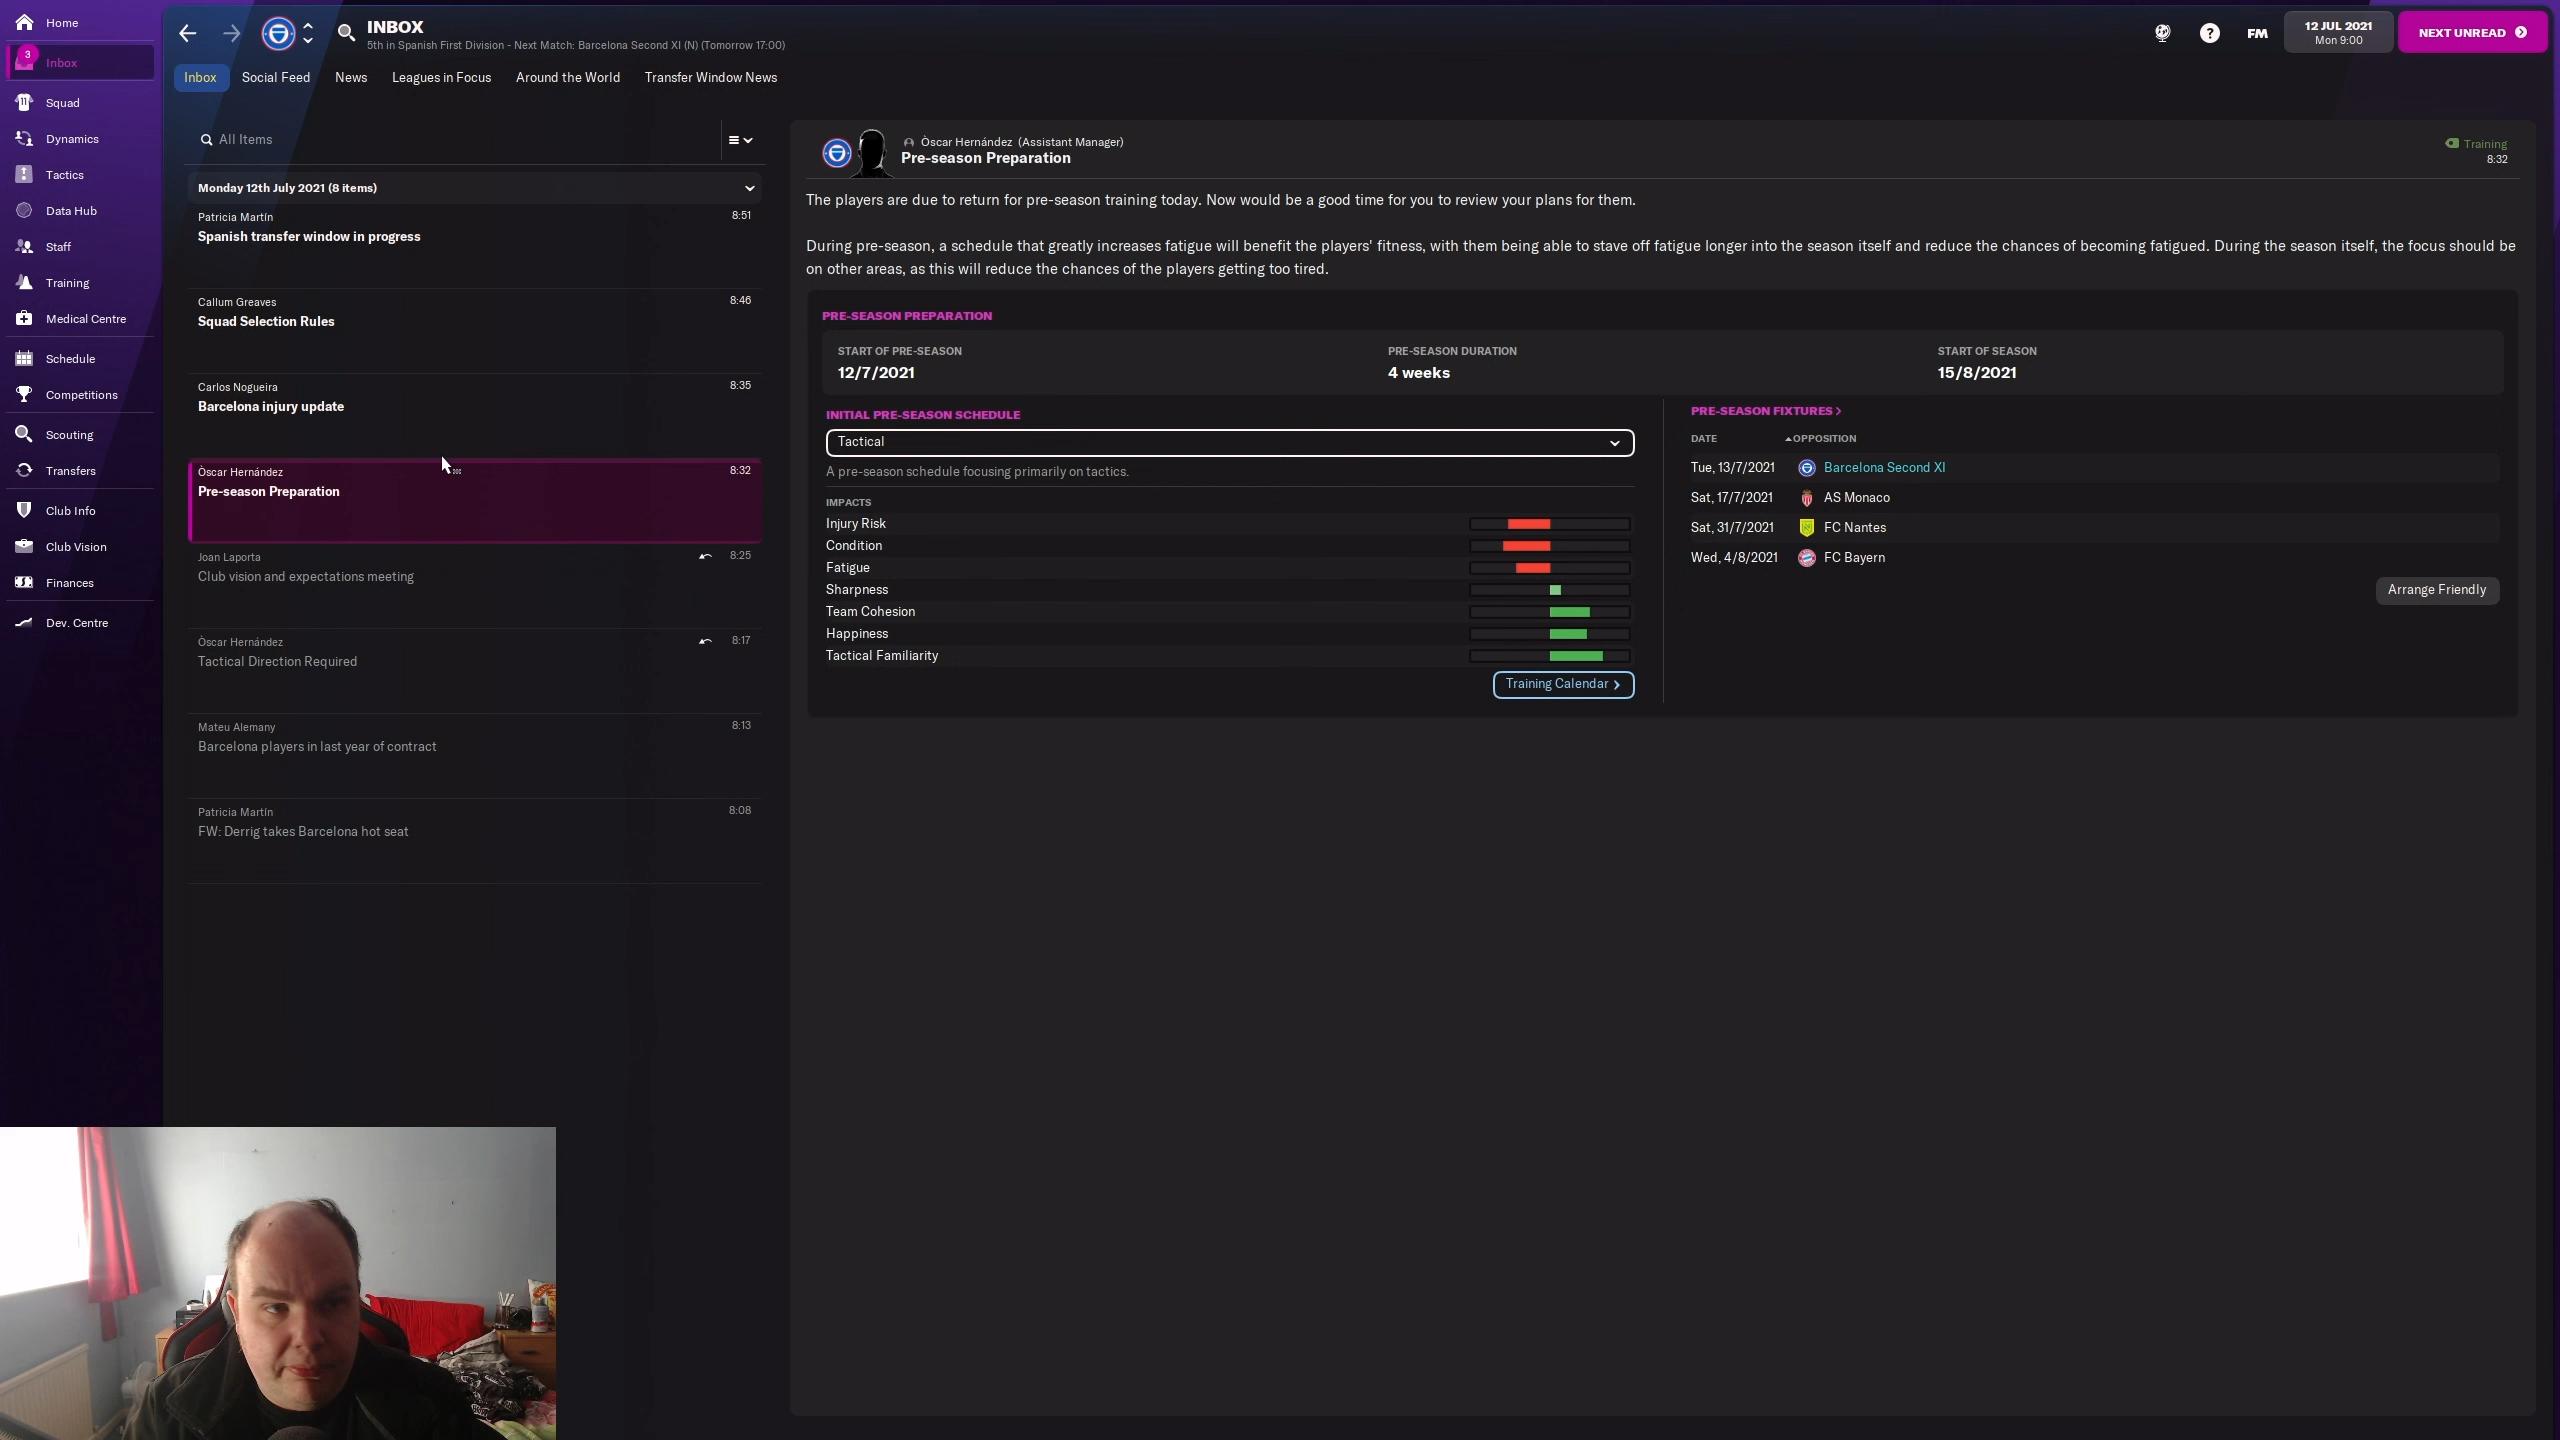 Home
3
Inbox
Squad
Dynamics
Tactics
Data Hub
Staff
Training
Medical Centre
Schedule
Competitions
Scouting
Transfers
Club Info
Club Vision
Finances
Dev. Centre
INBOX
5th in Spanish First Division - Next Match: Barcelona Second XI (N) (Tomorrow 17:00)
FM
12 JUL 2021
Mon 9:00
NEXT UNREAD
Inbox Social Feed News Leagues in Focus Around the World Transfer Window News
All Items
Monday 12th July 2021 (8 items)
Patricia Martín 8:51
Spanish transfer window in progress
Callum Greaves 8:46
Squad Selection Rules
Carlos Nogueira 8:35
Barcelona injury update
Òscar Hernández 8:32
Pre-season Preparation
Joan Laporta 8:25
Club vision and expectations meeting
Òscar Hernández 8:17
Tactical Direction Required
Mateu Alemany 8:13
Barcelona players in last year of contract
Patricia Martín 8:08
FW: Derrig takes Barcelona hot seat
Òscar Hernández (Assistant Manager)
Pre-season Preparation
Training
8:32
The players are due to return for pre-season training today. Now would be a good time for you to review your plans for them.
During pre-season, a schedule that greatly increases fatigue will benefit the players' fitness, with them being able to stave off fatigue longer into the season itself and reduce the chances of becoming fatigued. During the season itself, the focus should be
on other areas, as this will reduce the chances of the players getting too tired.
PRE-SEASON PREPARATION
START OF PRE-SEASON PRE-SEASON DURATION START OF SEASON
12/7/2021 4 weeks 15/8/2021
INITIAL PRE-SEASON SCHEDULE
Tactical
A pre-season schedule focusing primarily on tactics.
IMPACTS
Injury Risk
Condition
Fatigue
Sharpness
Team Cohesion
Happiness
Tactical Familiarity
Training Calendar
PRE-SEASON FIXTURES
DATE OPPOSITION
Tue, 13/7/2021 Barcelona Second XI
Sat, 17/7/2021 AS Monaco
Sat, 31/7/2021 FC Nantes
Wed, 4/8/2021 FC Bayern
Arrange Friendly